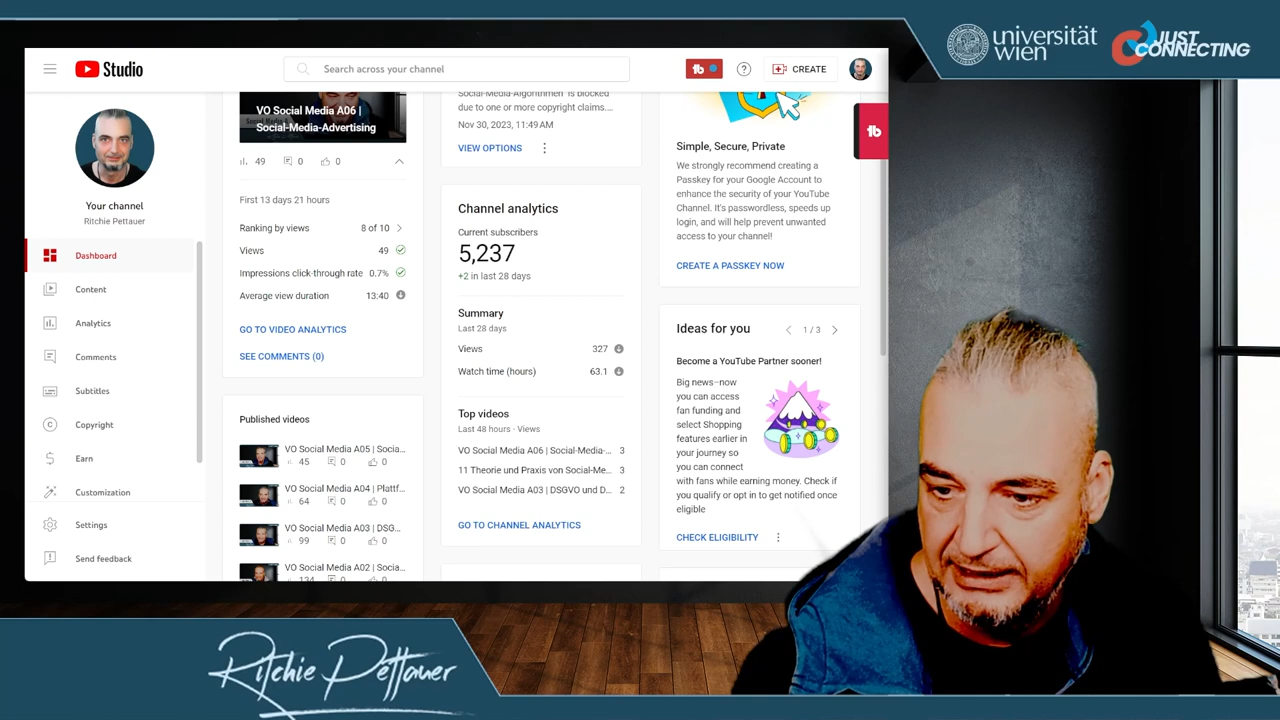 universität
wien
JUST
CONNECTING
Studio
Search across your channel
CREATE
Your channel
Ritchie Pettauer
Dashboard
Content
Analytics
Comments
Subtitles
Copyright
Earn
Customization
Settings
Send feedback
VO Social Media A06 |
Social-Media-Advertising
49 0 0
First 13 days 21 hours
Ranking by views 8 of 10
Views 49
Impressions click-through rate 0.7%
Average view duration 13:40
GO TO VIDEO ANALYTICS
SEE COMMENTS (0)
Published videos
VO Social Media A05 | Socia...
45 0 0
VO Social Media A04 | Plattf...
64 0 0
VO Social Media A03 | DSG...
99 0 0
VO Social Media A02 | Socia...
134 0 0
Social-Media-Algorithmen" is blocked
due to one or more copyright claims....
Nov 30, 2023, 11:49 AM
VIEW OPTIONS
Channel analytics
Current subscribers
5,237
+2 in last 28 days
Summary
Last 28 days
Views 327
Watch time (hours) 63.1
Top videos
Last 48 hours · Views
VO Social Media A06 | Social-Media-... 3
11 Theorie und Praxis von Social-Me... 3
VO Social Media A03 | DSGVO und D... 2
GO TO CHANNEL ANALYTICS
Simple, Secure, Private
We strongly recommend creating a
Passkey for your Google Account to
enhance the security of your YouTube
Channel. It's passwordless, speeds up
login, and will help prevent unwanted
access to your channel!
CREATE A PASSKEY NOW
Ideas for you
1 / 3
Become a YouTube Partner sooner!
Big news–now
you can access
fan funding and
select Shopping
features earlier in
your journey so
you can connect
with fans while earning money. Check if
you qualify or opt in to get notified once
eligible
CHECK ELIGIBILITY
Ritchie Pettauer